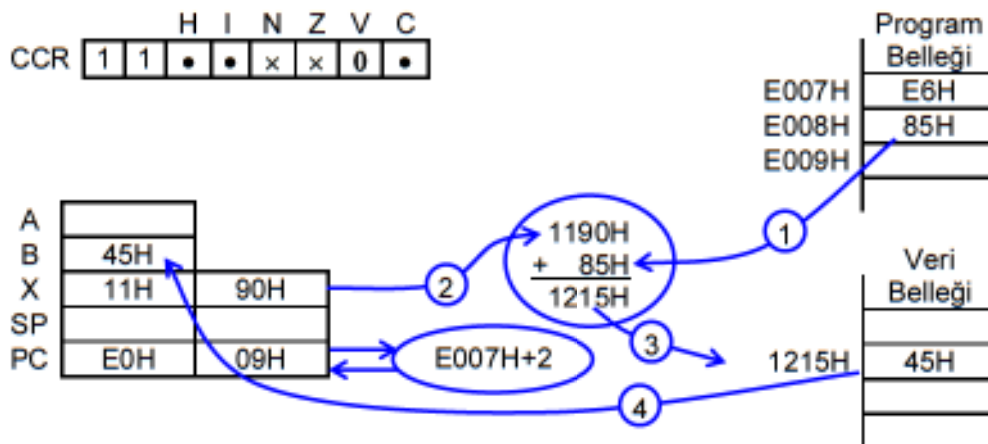 H I N Z V C
CCR 1 1 • • × × 0 •
Program
Belleği
E007H E6H
E008H 85H
E009H
1
A
B 45H
X 11H 90H
SP
PC E0H 09H
2
1190H
+ 85H
1215H
3
E007H+2
4
Veri
Belleği
1215H 45H